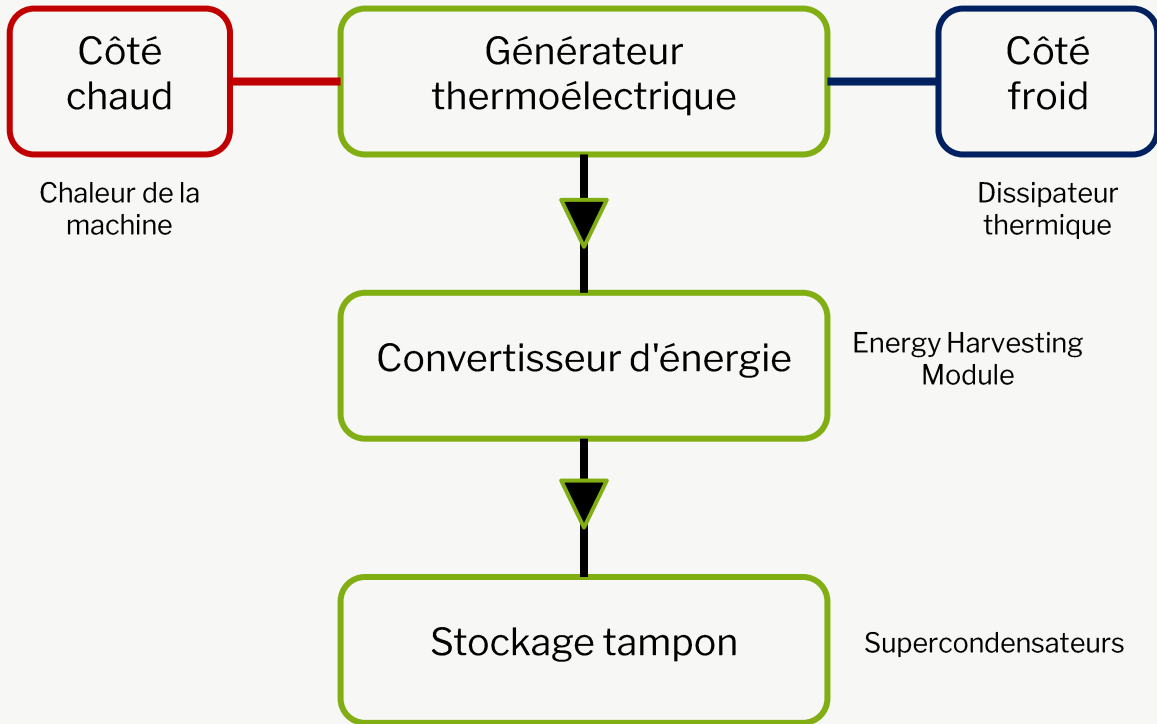 Côté
chaud
Générateur
thermoélectrique
Côté
froid
Chaleur de la
machine
Dissipateur
thermique
Convertisseur d'énergie
Energy Harvesting
Module
Stockage tampon
Supercondensateurs